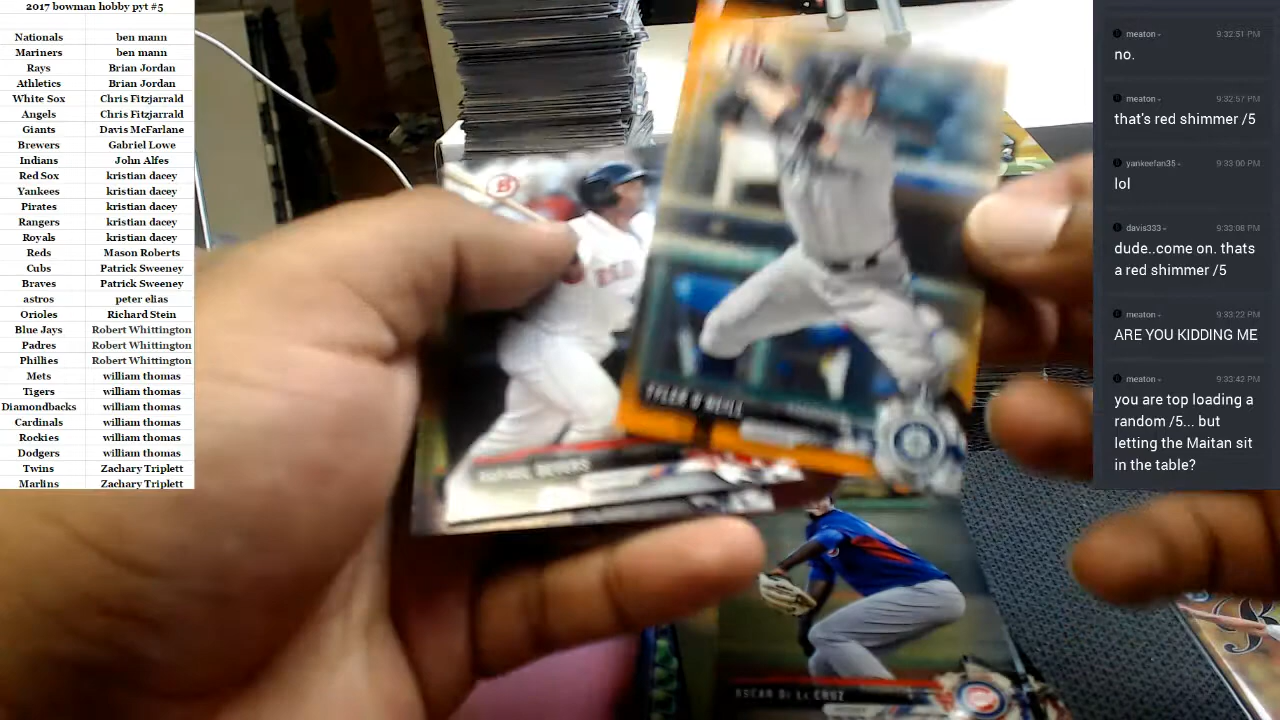 2017 bowman hobby pyt #5
Nationals ben mann
Mariners ben mann
Rays Brian Jordan
Athletics Brian Jordan
White Sox Chris Fitzjarrald
Angels Chris Fitzjarrald
Giants Davis McFarlane
Brewers Gabriel Lowe
Indians John Alfes
Red Sox kristian dacey
Yankees kristian dacey
Pirates kristian dacey
Rangers kristian dacey
Royals kristian dacey
Reds Mason Roberts
Cubs Patrick Sweeney
Braves Patrick Sweeney
astros peter elias
Orioles Richard Stein
Blue Jays Robert Whittington
Padres Robert Whittington
Phillies Robert Whittington
Mets william thomas
Tigers william thomas
Diamondbacks william thomas
Cardinals william thomas
Rockies william thomas
Dodgers william thomas
Twins Zachary Triplett
Marlins Zachary Triplett
B
TYLER O'NEILL
RAFAEL DEVERS
OSCAR De La CRUZ
B
meaton 9:32:51 PM
no.
meaton 9:32:57 PM
that's red shimmer /5
yankeefan35 9:33:00 PM
lol
davis333 9:33:08 PM
dude..come on. thats
a red shimmer /5
meaton 9:33:22 PM
ARE YOU KIDDING ME
meaton 9:33:42 PM
you are top loading a
random /5... but
letting the Maitan sit
in the table?